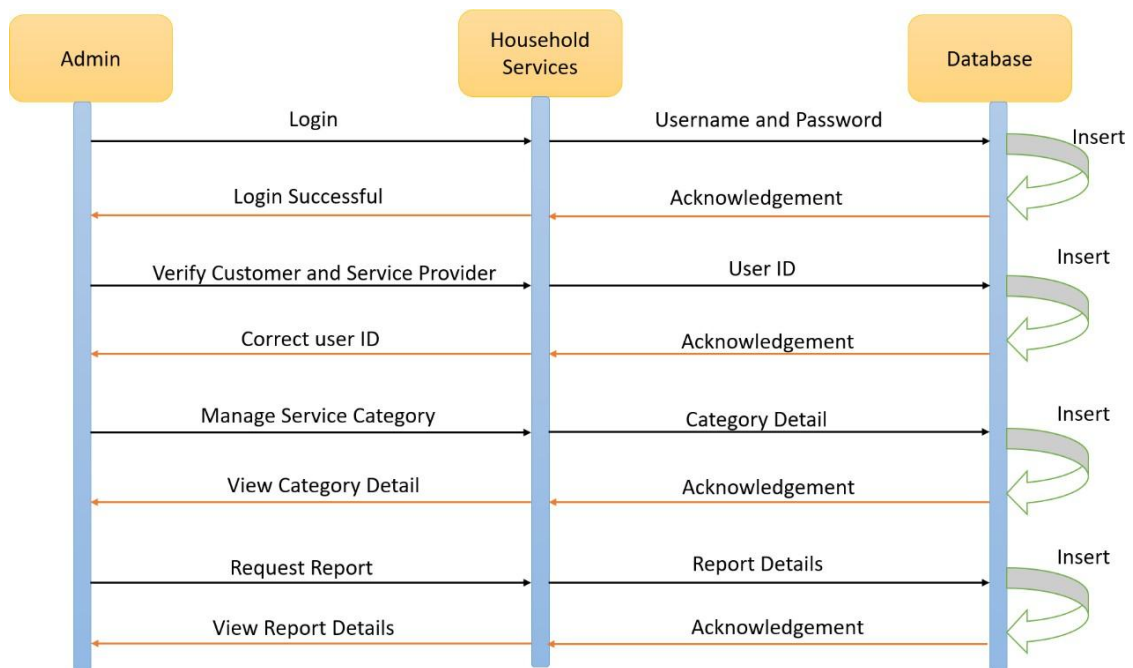 Admin
Household
Services
Database
Login
Username and Password
Insert
Login Successful
Acknowledgement
Verify Customer and Service Provider
User ID
Insert
Correct user ID
Acknowledgement
Manage Service Category
Category Detail
Insert
View Category Detail
Acknowledgement
Request Report
Report Details
Insert
View Report Details
Acknowledgement